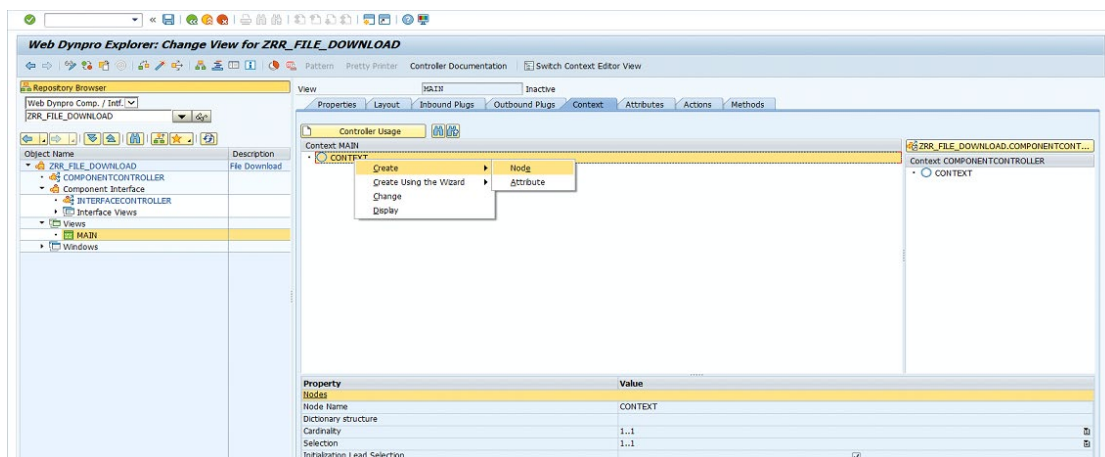 Web Dynpro Explorer: Change View for ZRR_FILE_DOWNLOAD
Pattern Pretty Printer Controller Documentation Switch Context Editor View
Repository Browser
Web Dynpro Comp. / Intf.
ZRR_FILE_DOWNLOAD
Object Name Description
ZRR_FILE_DOWNLOAD File Download
COMPONENTCONTROLLER
Component Interface
INTERFACECONTROLLER
Interface Views
Views
MAIN
Windows
View MAIN Inactive
Properties Layout Inbound Plugs Outbound Plugs Context Attributes Actions Methods
Controller Usage
Context MAIN
CONTEXT
Create
Create Using the Wizard
Change
Display
Node
Attribute
ZRR_FILE_DOWNLOAD.COMPONENTCONT...
Context COMPONENTCONTROLLER
CONTEXT
Property Value
Nodes
Node Name CONTEXT
Dictionary structure
Cardinality 1..1
Selection 1..1
Initialization Lead Selection